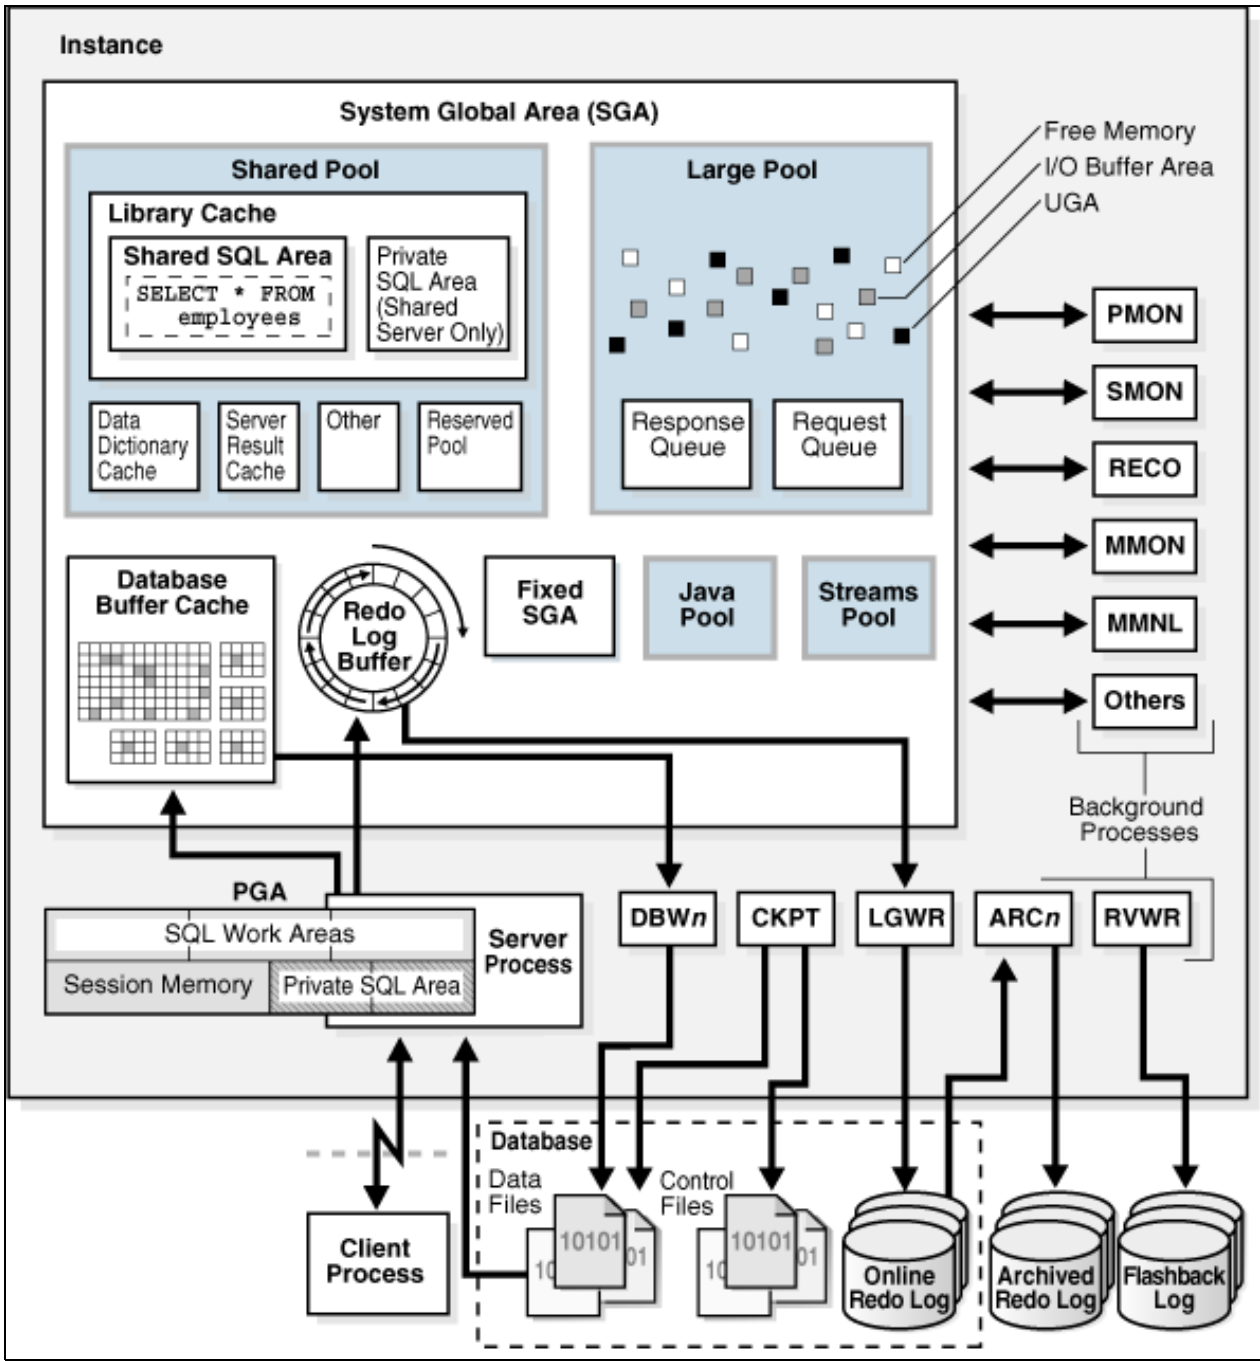 Instance
System Global Area (SGA)
Shared Pool
Library Cache
Shared SQL Area
SELECT * FROM
employees
Private
SQL Area
(Shared
Server Only)
Data
Dictionary
Cache
Server
Result
Cache
Other
Reserved
Pool
Large Pool
Response
Queue
Request
Queue
Free Memory
I/O Buffer Area
UGA
Database
Buffer Cache
Redo
Log
Buffer
Fixed
SGA
Java
Pool
Streams
Pool
PMON
SMON
RECO
MMON
MMNL
Others
Background
Processes
PGA
SQL Work Areas
Session Memory
Private SQL Area
Server
Process
DBWn
CKPT
LGWR
ARCn
RVWR
Client
Process
Database
Data
Files
10101
10
01
Control
Files
10101
10
01
Online
Redo Log
Archived
Redo Log
Flashback
Log